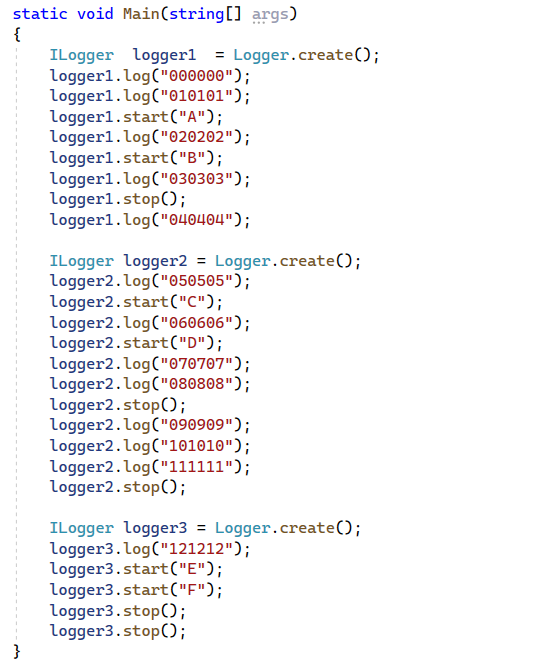 static void Main(string[] args)
{
    ILogger  logger1  = Logger.create();
    logger1.log("000000");
    logger1.log("010101");
    logger1.start("A");
    logger1.log("020202");
    logger1.start("B");
    logger1.log("030303");
    logger1.stop();
    logger1.log("040404");

    ILogger logger2 = Logger.create();
    logger2.log("050505");
    logger2.start("C");
    logger2.log("060606");
    logger2.start("D");
    logger2.log("070707");
    logger2.log("080808");
    logger2.stop();
    logger2.log("090909");
    logger2.log("101010");
    logger2.log("111111");
    logger2.stop();

    ILogger logger3 = Logger.create();
    logger3.log("121212");
    logger3.start("E");
    logger3.start("F");
    logger3.stop();
    logger3.stop();
}